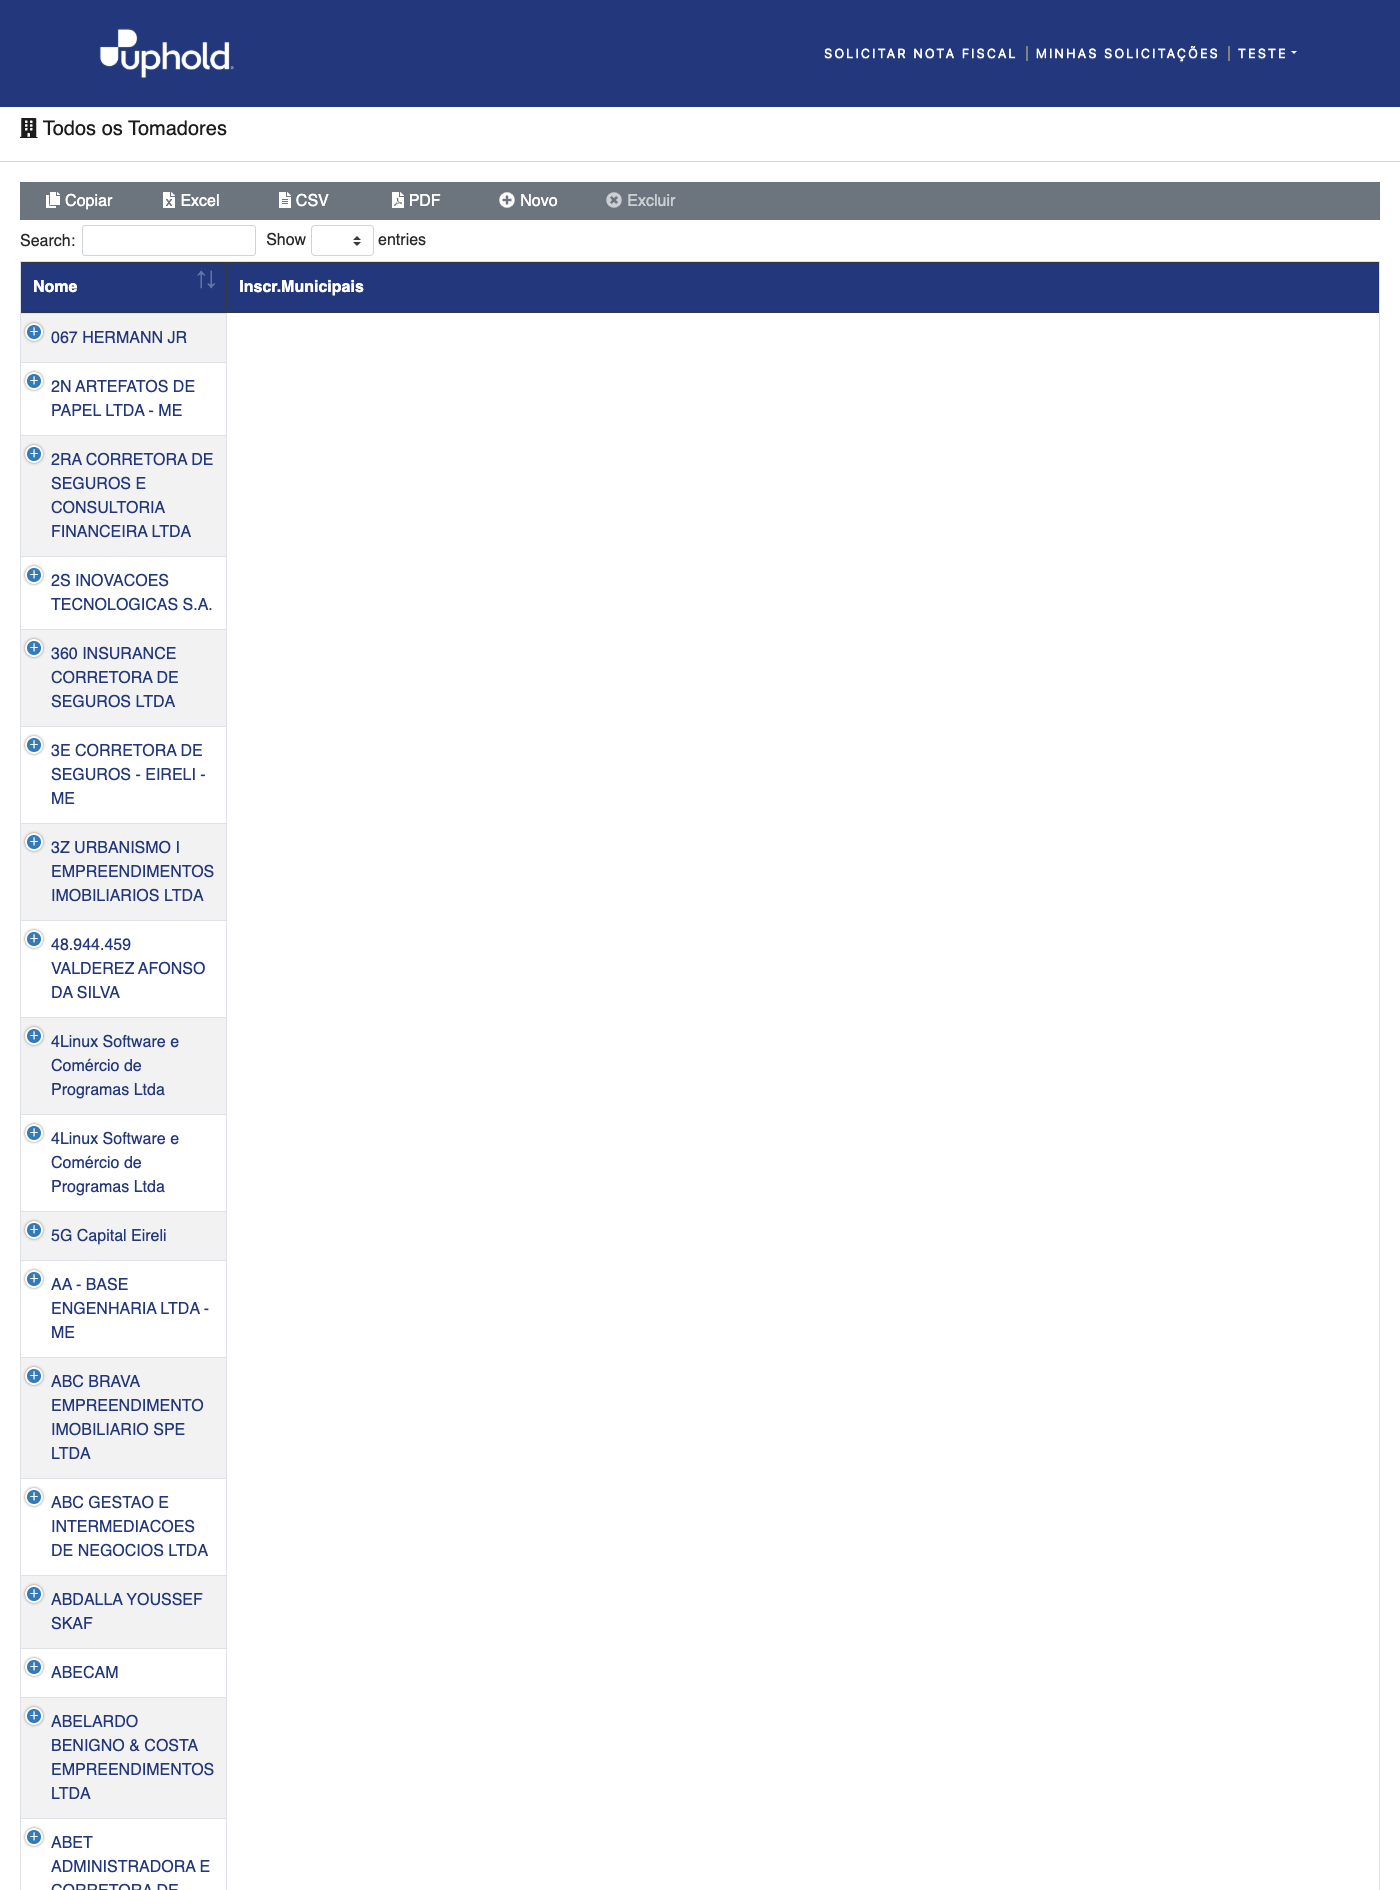 uphold
SOLICITAR NOTA FISCAL | MINHAS SOLICITAÇÕES | TESTE
Todos os Tomadores
Copiar Excel CSV PDF Novo Excluir
Search: Show entries
Nome Inscr.Municipais
067 HERMANN JR
2N ARTEFATOS DE
PAPEL LTDA - ME
2RA CORRETORA DE
SEGUROS E
CONSULTORIA
FINANCEIRA LTDA
2S INOVACOES
TECNOLOGICAS S.A.
360 INSURANCE
CORRETORA DE
SEGUROS LTDA
3E CORRETORA DE
SEGUROS - EIRELI -
ME
3Z URBANISMO I
EMPREENDIMENTOS
IMOBILIARIOS LTDA
48.944.459
VALDEREZ AFONSO
DA SILVA
4Linux Software e
Comércio de
Programas Ltda
4Linux Software e
Comércio de
Programas Ltda
5G Capital Eireli
AA - BASE
ENGENHARIA LTDA -
ME
ABC BRAVA
EMPREENDIMENTO
IMOBILIARIO SPE
LTDA
ABC GESTAO E
INTERMEDIACOES
DE NEGOCIOS LTDA
ABDALLA YOUSSEF
SKAF
ABECAM
ABELARDO
BENIGNO & COSTA
EMPREENDIMENTOS
LTDA
ABET
ADMINISTRADORA E
CORRETORA DE